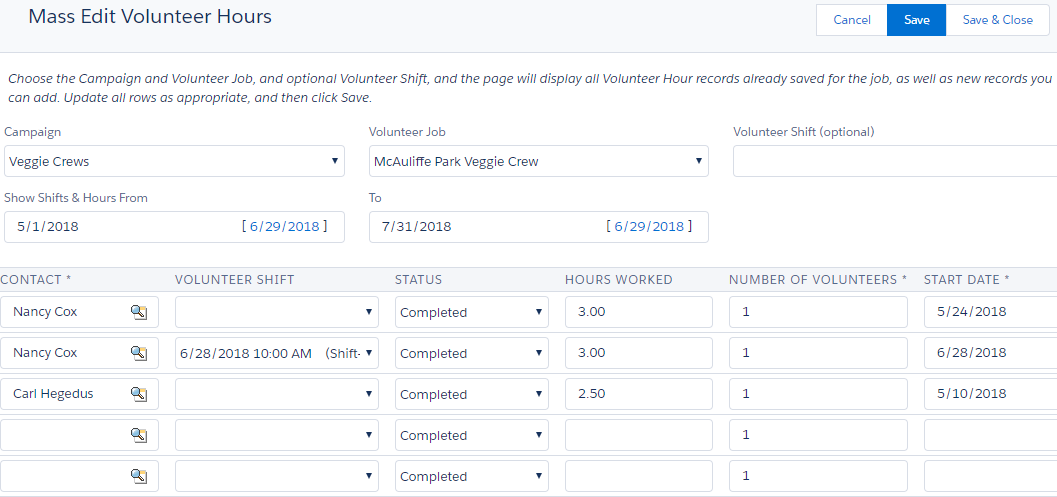 Mass Edit Volunteer Hours
Cancel Save Save & Close
Choose the Campaign and Volunteer Job, and optional Volunteer Shift, and the page will display all Volunteer Hour records already saved for the job, as well as new records you
can add. Update all rows as appropriate, and then click Save.
Campaign Volunteer Job Volunteer Shift (optional)
Veggie Crews McAuliffe Park Veggie Crew
Show Shifts & Hours From To
5/1/2018 [ 6/29/2018 ] 7/31/2018 [ 6/29/2018 ]
CONTACT * VOLUNTEER SHIFT STATUS HOURS WORKED NUMBER OF VOLUNTEERS * START DATE *
Nancy Cox Completed 3.00 1 5/24/2018
Nancy Cox 6/28/2018 10:00 AM (Shift- Completed 3.00 1 6/28/2018
Carl Hegedus Completed 2.50 1 5/10/2018
Completed 1
Completed 1